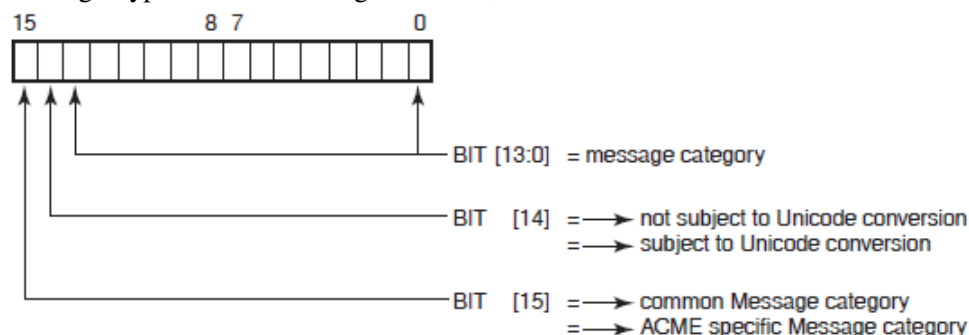 15 8 7 0
BIT [13:0] = message category
BIT [14] = → not subject to Unicode conversion
= → subject to Unicode conversion
BIT [15] = → common Message category
= → ACME specific Message category